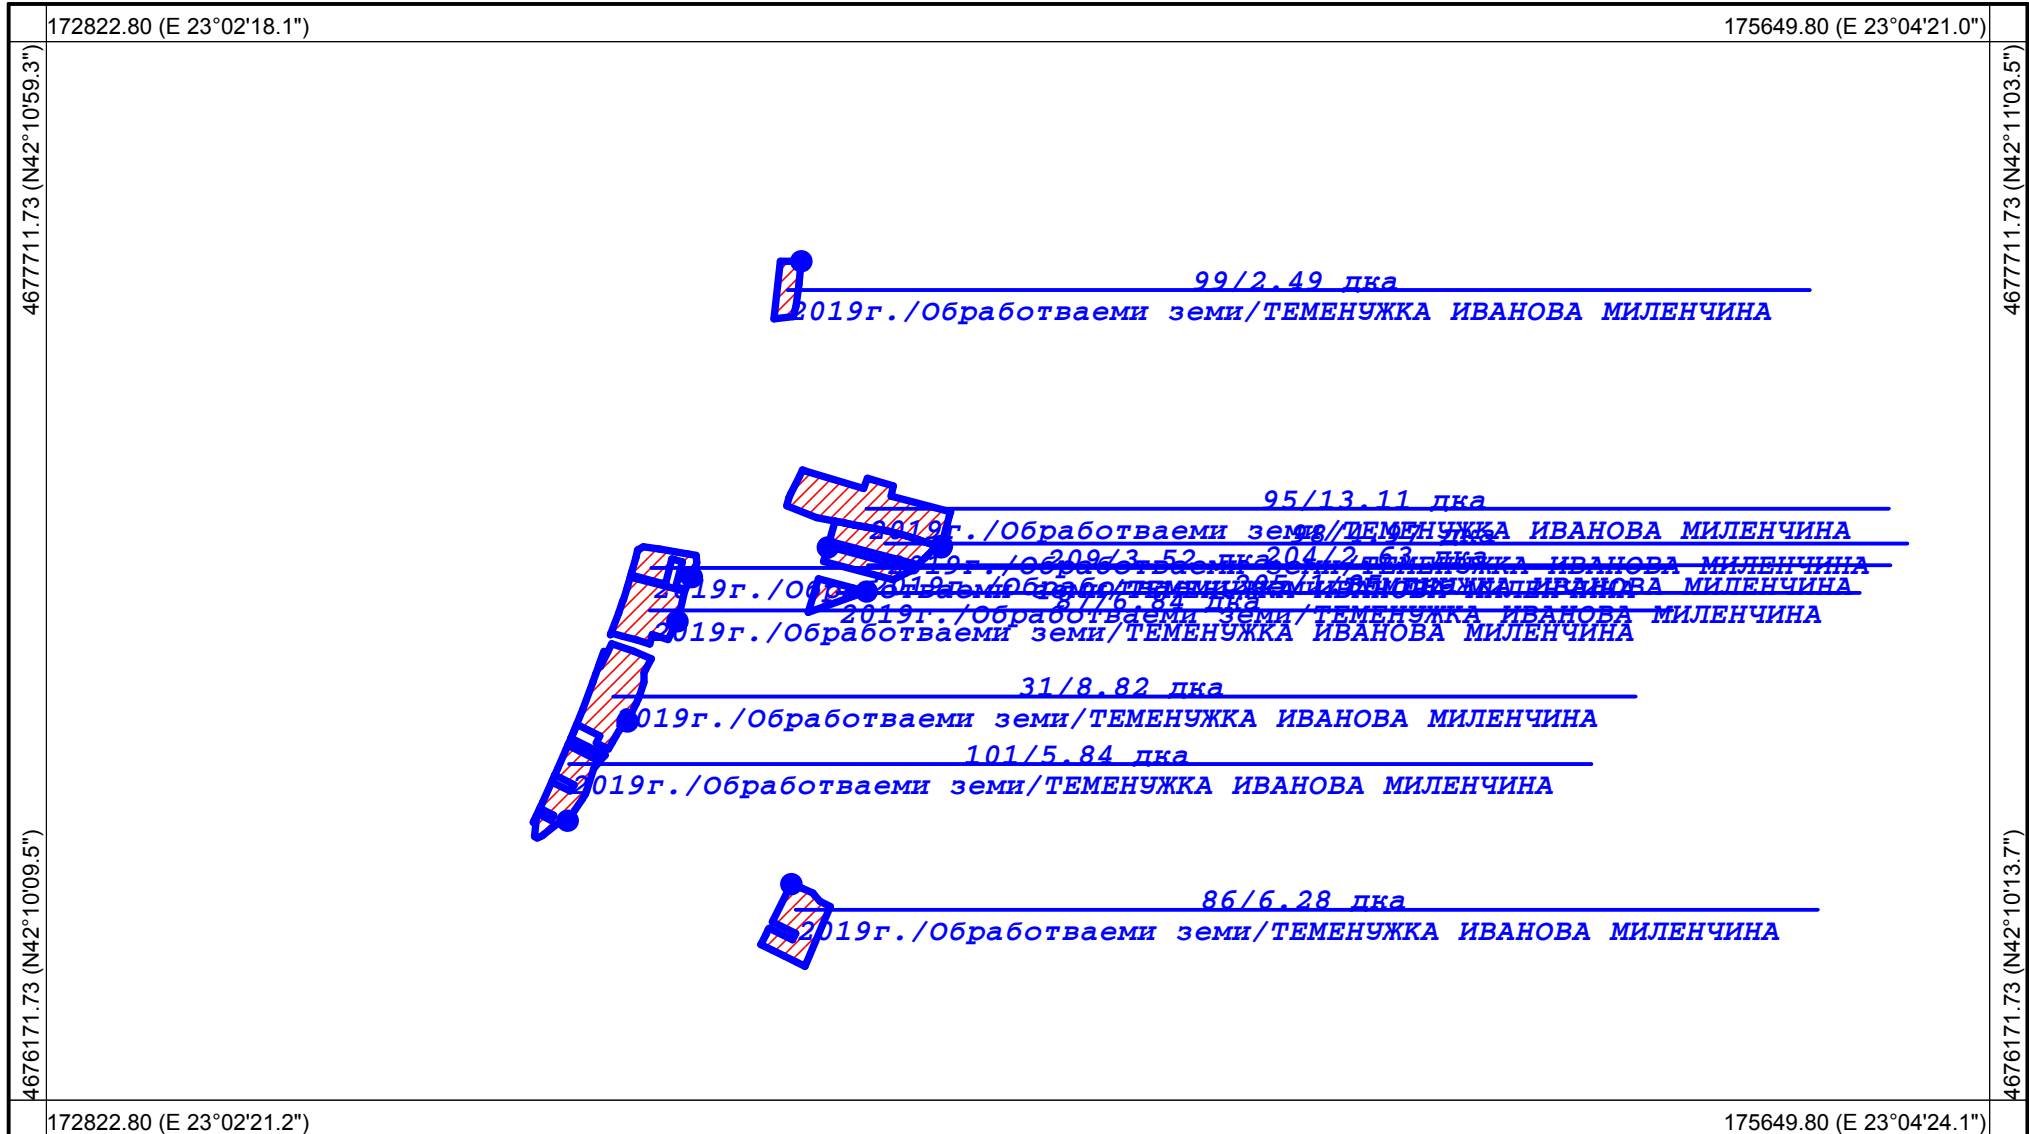 172822.80 (E 23°02'18.1")
175649.80 (E 23°04'21.0")
4677711.73 (N42°10'59.3")
4677711.73 (N42°11'03.5")
99/2.49 дка
2019г./Обработваеми земи/ТЕМЕНУЖКА ИВАНОВА МИЛЕНЧИНА
95/13.11 дка
2019г./Обработваеми земи/ТЕМЕНУЖКА ИВАНОВА МИЛЕНЧИНА
209/3.52 дка
204/2.63 дка
2019г./Обработваеми земи/ТЕМЕНУЖКА ИВАНОВА МИЛЕНЧИНА
2019г./Обработваеми земи/ТЕМЕНУЖКА ИВАНОВА МИЛЕНЧИНА
87/6.84 дка
2019г./Обработваеми земи/ТЕМЕНУЖКА ИВАНОВА МИЛЕНЧИНА
2019г./Обработваеми земи/ТЕМЕНУЖКА ИВАНОВА МИЛЕНЧИНА
31/8.82 дка
2019г./Обработваеми земи/ТЕМЕНУЖКА ИВАНОВА МИЛЕНЧИНА
101/5.84 дка
2019г./Обработваеми земи/ТЕМЕНУЖКА ИВАНОВА МИЛЕНЧИНА
86/6.28 дка
2019г./Обработваеми земи/ТЕМЕНУЖКА ИВАНОВА МИЛЕНЧИНА
4676171.73 (N42°10'09.5")
4676171.73 (N42°10'13.7")
172822.80 (E 23°02'21.2")
175649.80 (E 23°04'24.1")